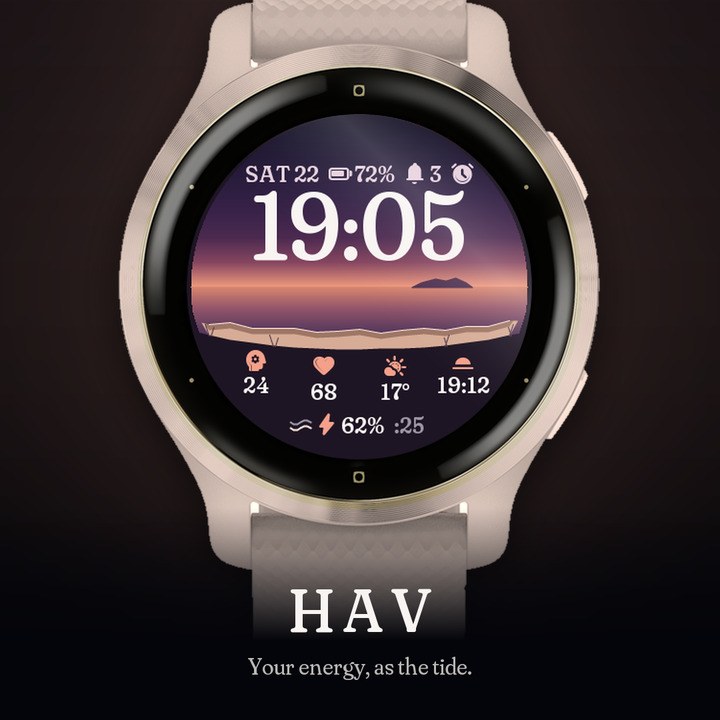 SAT 22 72% 3
19:05
24 68 17° 19:12
62% :25
HAV
Your energy, as the tide.